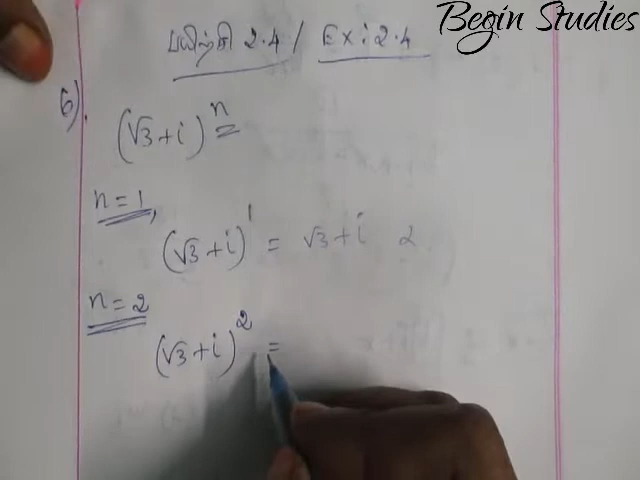 Begin Studies
பயிற்சி 2.4 / Ex : 2.4
6).
(√3+i)ⁿ
n = 1,
(√3+i)¹ = √3+i 2
n = 2
(√3+i)² =